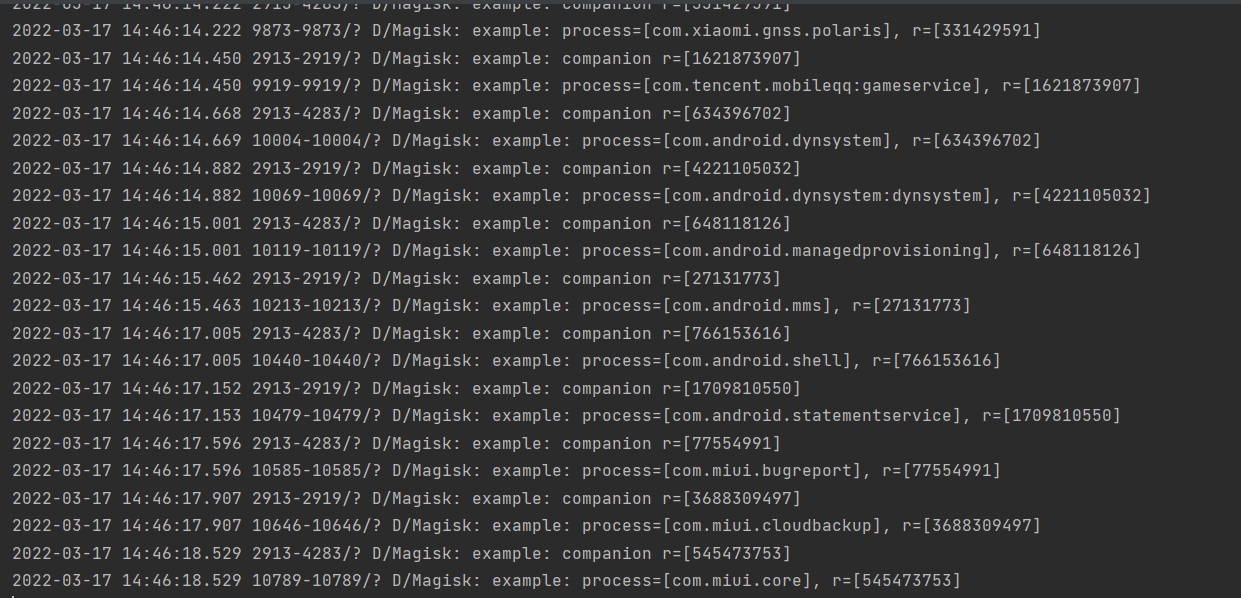 2022-03-17 14:46:14.222 2913-4283/? D/Magisk: example: companion r=[331429591]
2022-03-17 14:46:14.222 9873-9873/? D/Magisk: example: process=[com.xiaomi.gnss.polaris], r=[331429591]
2022-03-17 14:46:14.450 2913-2919/? D/Magisk: example: companion r=[1621873907]
2022-03-17 14:46:14.450 9919-9919/? D/Magisk: example: process=[com.tencent.mobileqq:gameservice], r=[1621873907]
2022-03-17 14:46:14.668 2913-4283/? D/Magisk: example: companion r=[634396702]
2022-03-17 14:46:14.669 10004-10004/? D/Magisk: example: process=[com.android.dynsystem], r=[634396702]
2022-03-17 14:46:14.882 2913-2919/? D/Magisk: example: companion r=[4221105032]
2022-03-17 14:46:14.882 10069-10069/? D/Magisk: example: process=[com.android.dynsystem:dynsystem], r=[4221105032]
2022-03-17 14:46:15.001 2913-4283/? D/Magisk: example: companion r=[648118126]
2022-03-17 14:46:15.001 10119-10119/? D/Magisk: example: process=[com.android.managedprovisioning], r=[648118126]
2022-03-17 14:46:15.462 2913-2919/? D/Magisk: example: companion r=[27131773]
2022-03-17 14:46:15.463 10213-10213/? D/Magisk: example: process=[com.android.mms], r=[27131773]
2022-03-17 14:46:17.005 2913-4283/? D/Magisk: example: companion r=[766153616]
2022-03-17 14:46:17.005 10440-10440/? D/Magisk: example: process=[com.android.shell], r=[766153616]
2022-03-17 14:46:17.152 2913-2919/? D/Magisk: example: companion r=[1709810550]
2022-03-17 14:46:17.153 10479-10479/? D/Magisk: example: process=[com.android.statementservice], r=[1709810550]
2022-03-17 14:46:17.596 2913-4283/? D/Magisk: example: companion r=[77554991]
2022-03-17 14:46:17.596 10585-10585/? D/Magisk: example: process=[com.miui.bugreport], r=[77554991]
2022-03-17 14:46:17.907 2913-2919/? D/Magisk: example: companion r=[3688309497]
2022-03-17 14:46:17.907 10646-10646/? D/Magisk: example: process=[com.miui.cloudbackup], r=[3688309497]
2022-03-17 14:46:18.529 2913-4283/? D/Magisk: example: companion r=[545473753]
2022-03-17 14:46:18.529 10789-10789/? D/Magisk: example: process=[com.miui.core], r=[545473753]